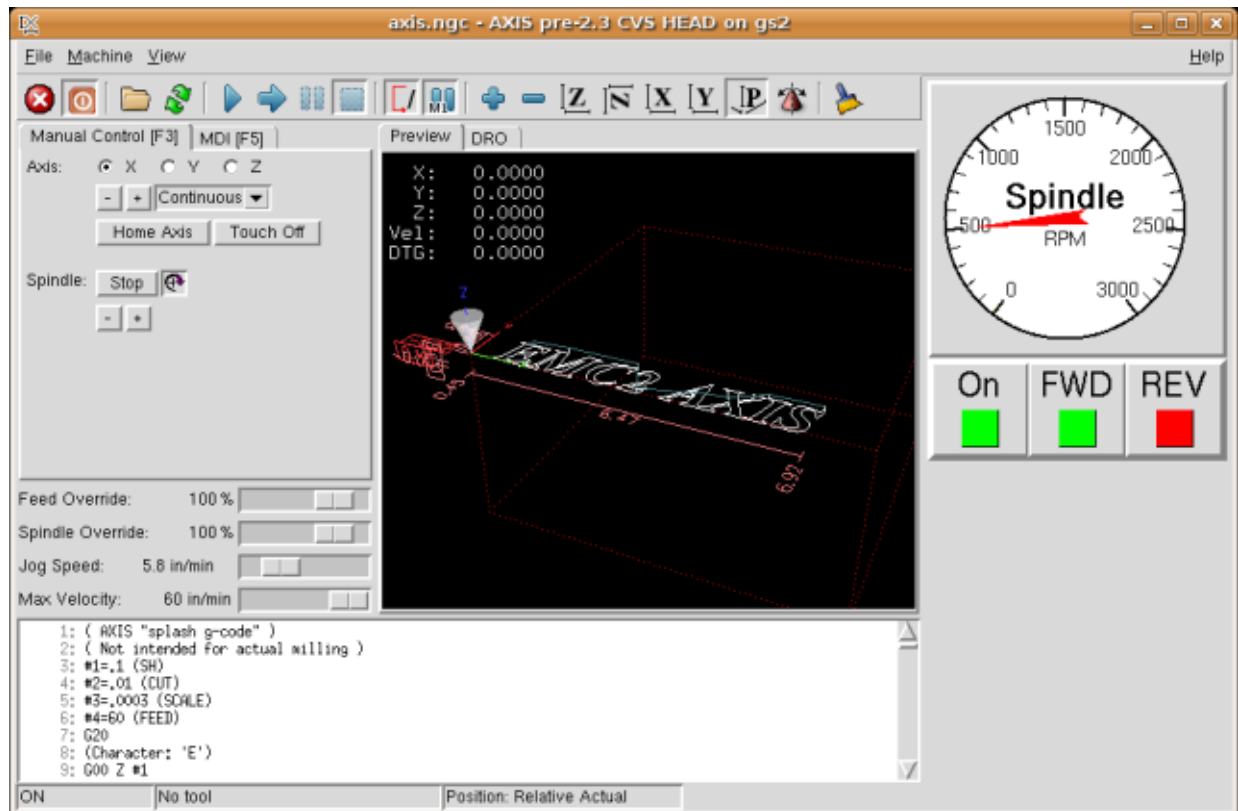 axis.ngc - AXIS pre-2.3 CVS HEAD on gs2
File Machine View Help
Manual Control [F3] MDI [F5]
Axis: X Y Z
- + Continuous
Home Axis Touch Off
Spindle: Stop
- +
Feed Override: 100 %
Spindle Override: 100 %
Jog Speed: 5.8 in/min
Max Velocity: 60 in/min
Preview DRO
X: 0.0000
Y: 0.0000
Z: 0.0000
Vel: 0.0000
DTG: 0.0000
Z
EMC2 AXIS
6.47
6.92
1: ( AXIS "splash g-code" )
2: ( Not intended for actual milling )
3: #1=.1 (SH)
4: #2=.01 (CUT)
5: #3=.0003 (SCALE)
6: #4=60 (FEED)
7: G20
8: (Character: 'E')
9: G00 Z #1
ON No tool Position: Relative Actual
0 500 1000 1500 2000 2500 3000
Spindle
RPM
On FWD REV
M1 Z N X Y P